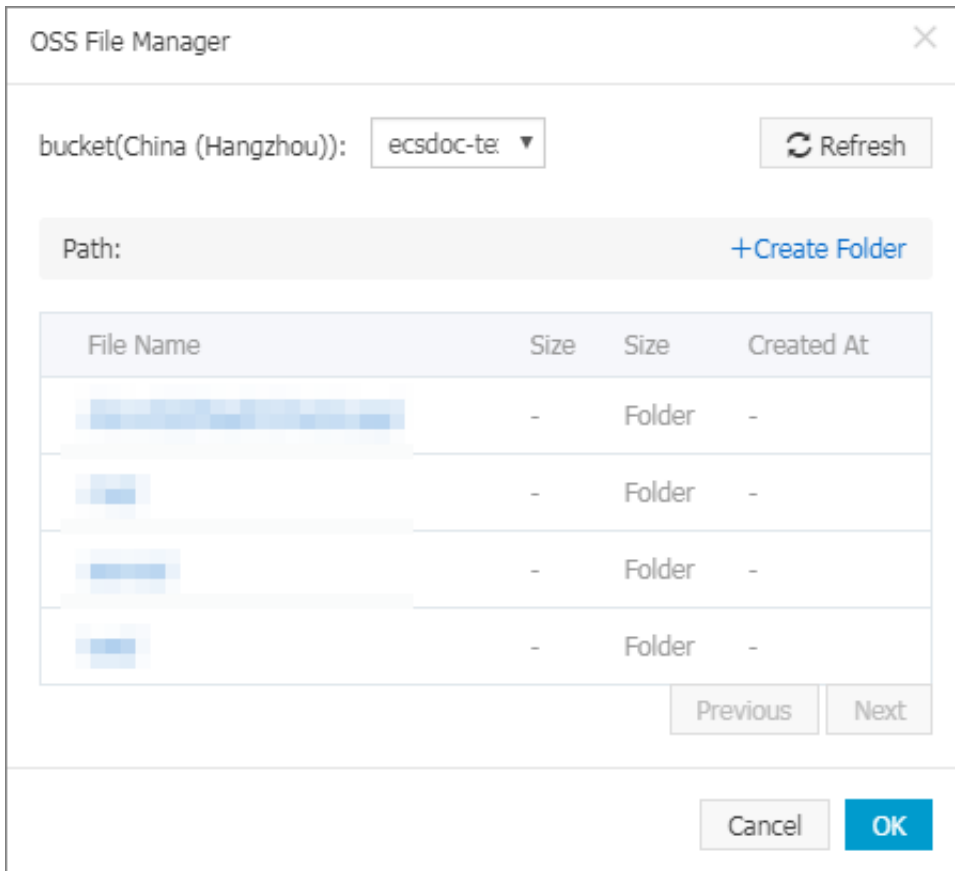 OSS File Manager
bucket(China (Hangzhou)): ecsdoc-te Refresh
Path: +Create Folder
File Name Size Size Created At
- Folder -
- Folder -
- Folder -
- Folder -
Previous Next
Cancel OK